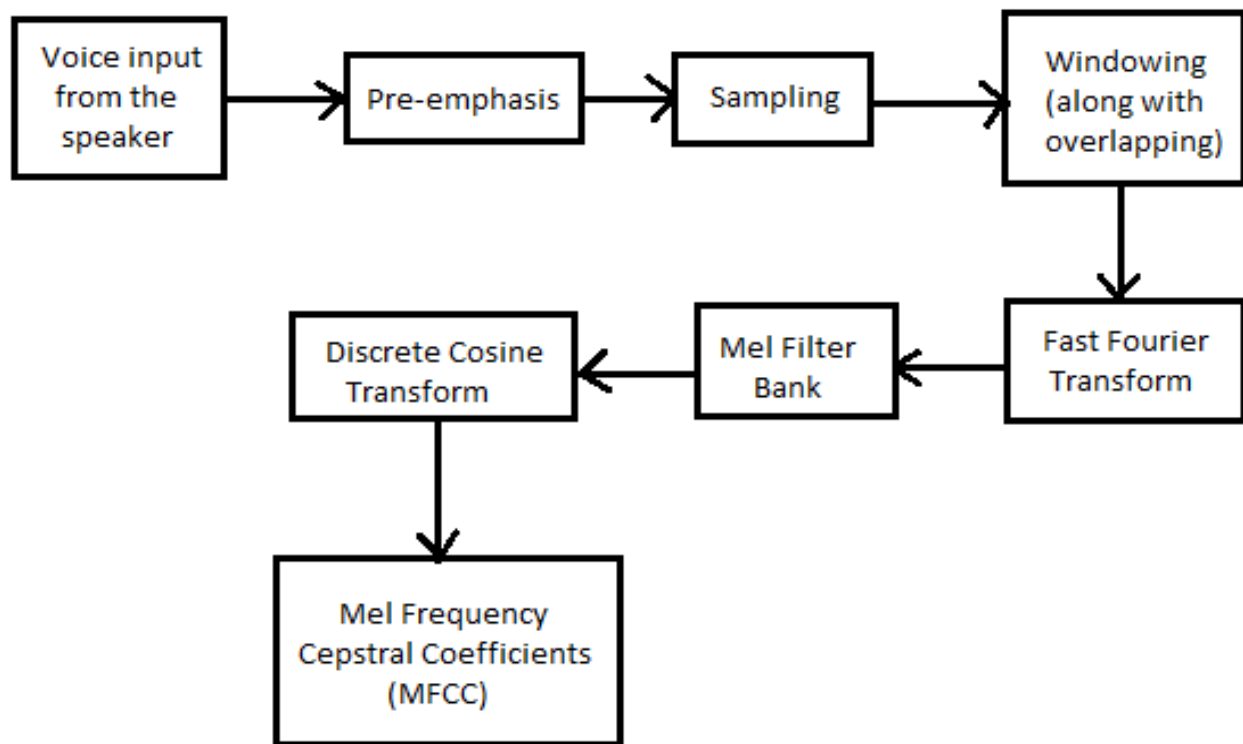 Voice input
from the
speaker
Pre-emphasis
Sampling
Windowing
(along with
overlapping)
Fast Fourier
Transform
Mel Filter
Bank
Discrete Cosine
Transform
Mel Frequency
Cepstral Coefficients
(MFCC)